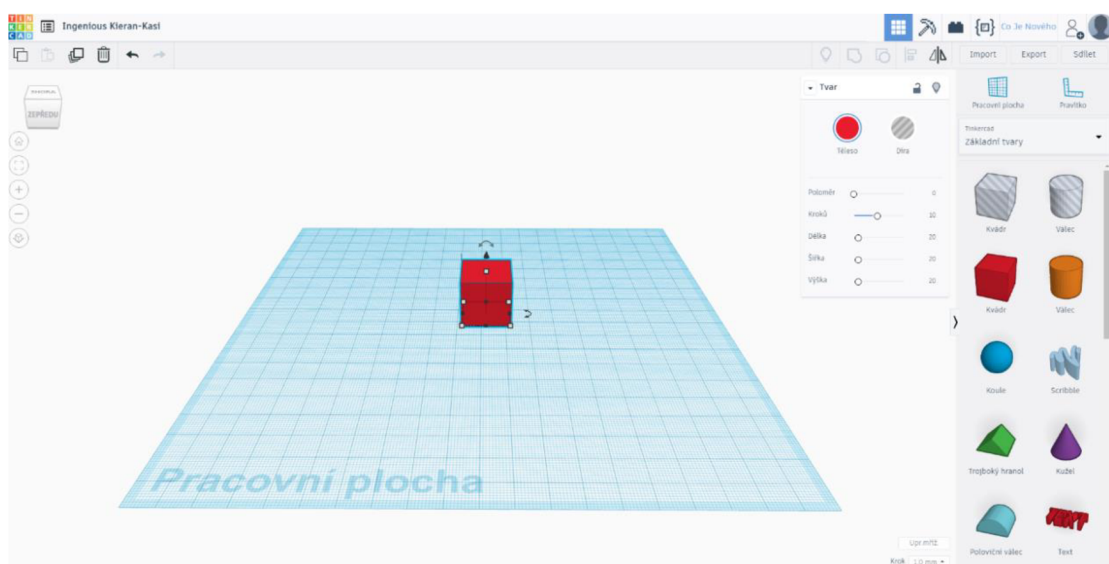 TIN
KER
CAD
Ingenious Kieran-Kasi
Co Je Nového
Import
Export
Sdílet
ZEPŘEDU
Tvar
Těleso
Díra
Poloměr
0
Kroků
10
Délka
20
Šířka
20
Výška
20
Pracovní plocha
Pravítko
Tinkercad
Základní tvary
Kvádr
Válec
Kvádr
Válec
Koule
Scribble
Trojboký hranol
Kužel
Poloviční válec
TEXT
Text
Pracovní plocha
Upr.mříž
Krok
1.0 mm